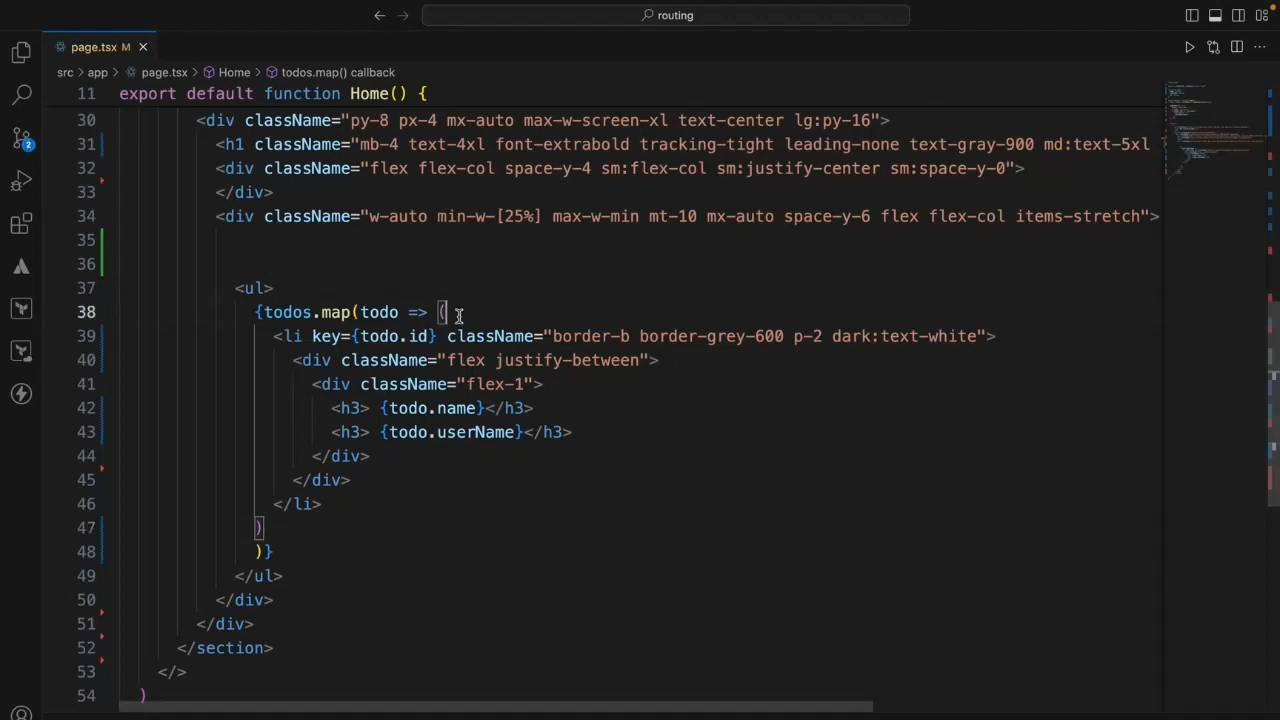 routing
page.tsx M
src > app > page.tsx > Home > todos.map() callback
11 export default function Home() {
30 <div className="py-8 px-4 mx-auto max-w-screen-xl text-center lg:py-16">
31 <h1 className="mb-4 text-4xl font-extrabold tracking-tight leading-none text-gray-900 md:text-5xl
32 <div className="flex flex-col space-y-4 sm:flex-col sm:justify-center sm:space-y-0">
33 </div>
34 <div className="w-auto min-w-[25%] max-w-min mt-10 mx-auto space-y-6 flex flex-col items-stretch">
35
36
37 <ul>
38 {todos.map(todo => (
39 <li key={todo.id} className="border-b border-grey-600 p-2 dark:text-white">
40 <div className="flex justify-between">
41 <div className="flex-1">
42 <h3> {todo.name}</h3>
43 <h3> {todo.userName}</h3>
44 </div>
45 </div>
46 </li>
47 )
48 )}
49 </ul>
50 </div>
51 </div>
52 </section>
53 </>
54 )
2